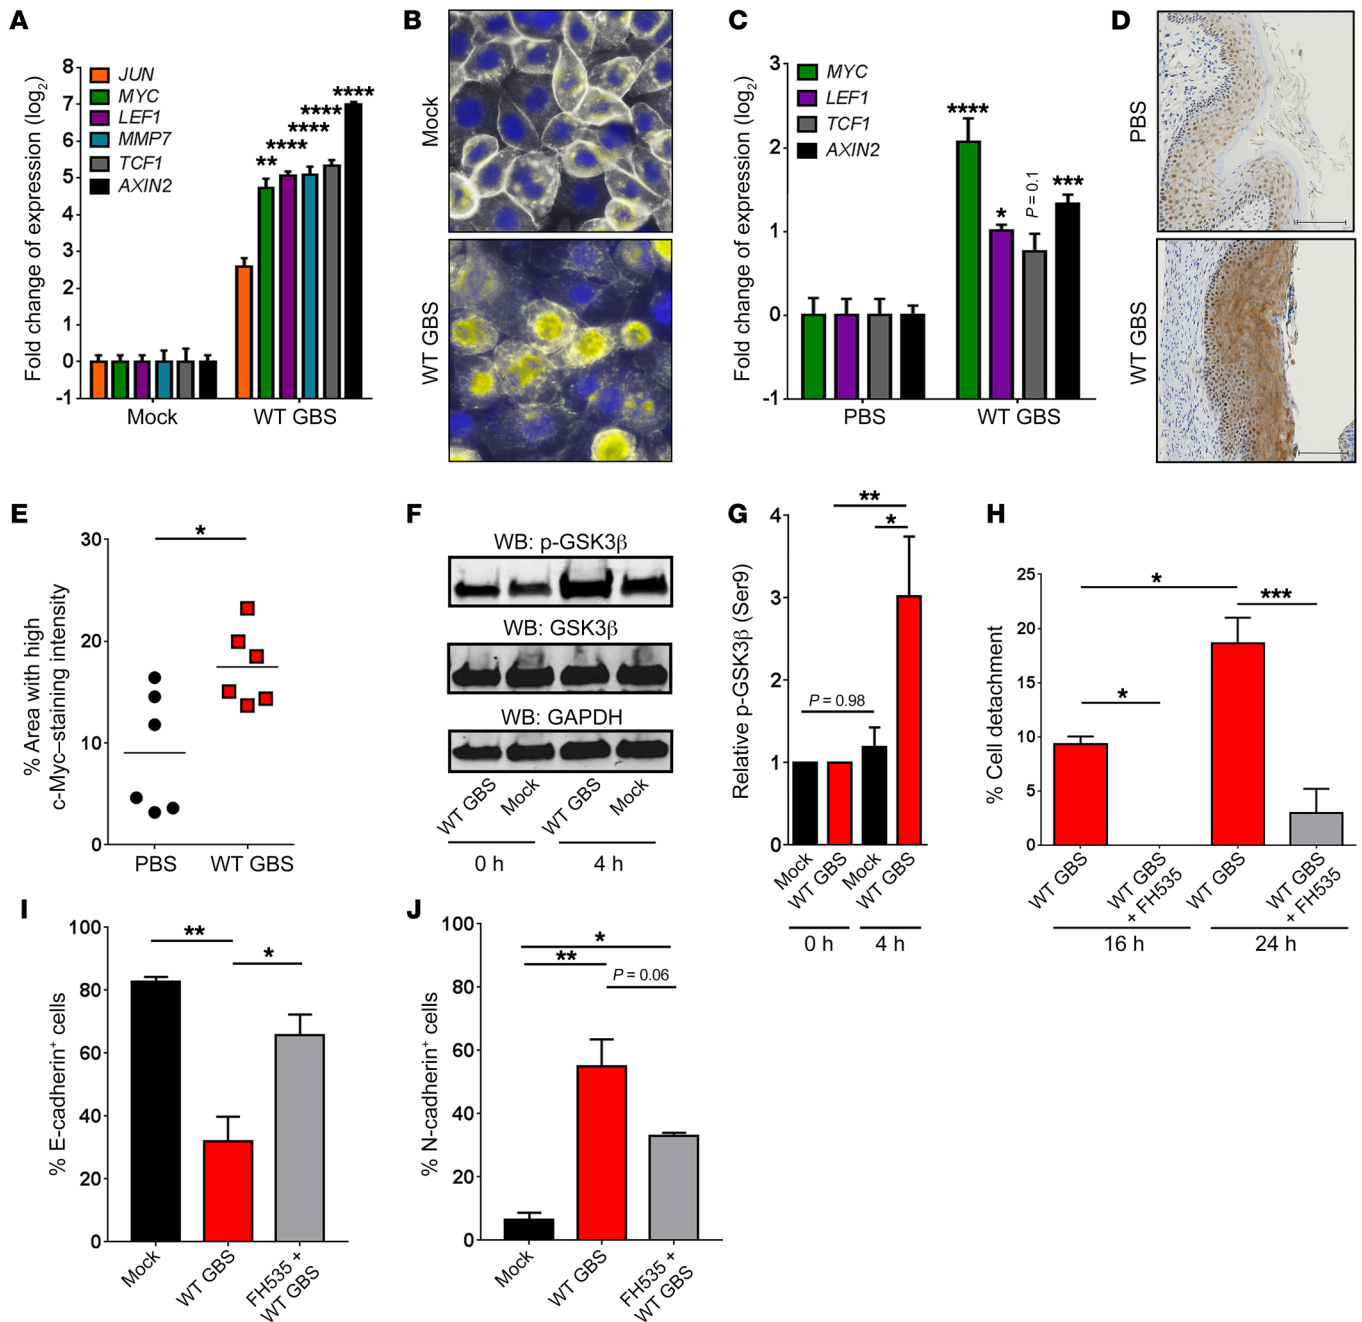 A
8
7
6
5
4
3
2
1
0
-1
Fold change of expression (log2)
JUN
MYC
LEF1
MMP7
TCF1
AXIN2
**
****
****
****
****
Mock
WT GBS
B
Mock
WT GBS
C
3
2
1
0
-1
Fold change of expression (log2)
MYC
LEF1
TCF1
AXIN2
****
*
P = 0.1
***
PBS
WT GBS
D
PBS
WT GBS
E
30
20
10
0
% Area with high
c-Myc–staining intensity
*
PBS
WT GBS
F
WB: p-GSK3β
WB: GSK3β
WB: GAPDH
WT GBS
Mock
WT GBS
Mock
0 h
4 h
G
4
3
2
1
0
Relative p-GSK3β (Ser9)
**
*
P = 0.98
Mock
WT GBS
Mock
WT GBS
0 h
4 h
H
25
20
15
10
5
0
% Cell detachment
*
***
*
WT GBS
WT GBS
+ FH535
WT GBS
WT GBS
+ FH535
16 h
24 h
I
100
80
60
40
20
0
% E-cadherin+ cells
**
*
Mock
WT GBS
FH535 +
WT GBS
J
100
80
60
40
20
0
% N-cadherin+ cells
*
**
P = 0.06
Mock
WT GBS
FH535 +
WT GBS